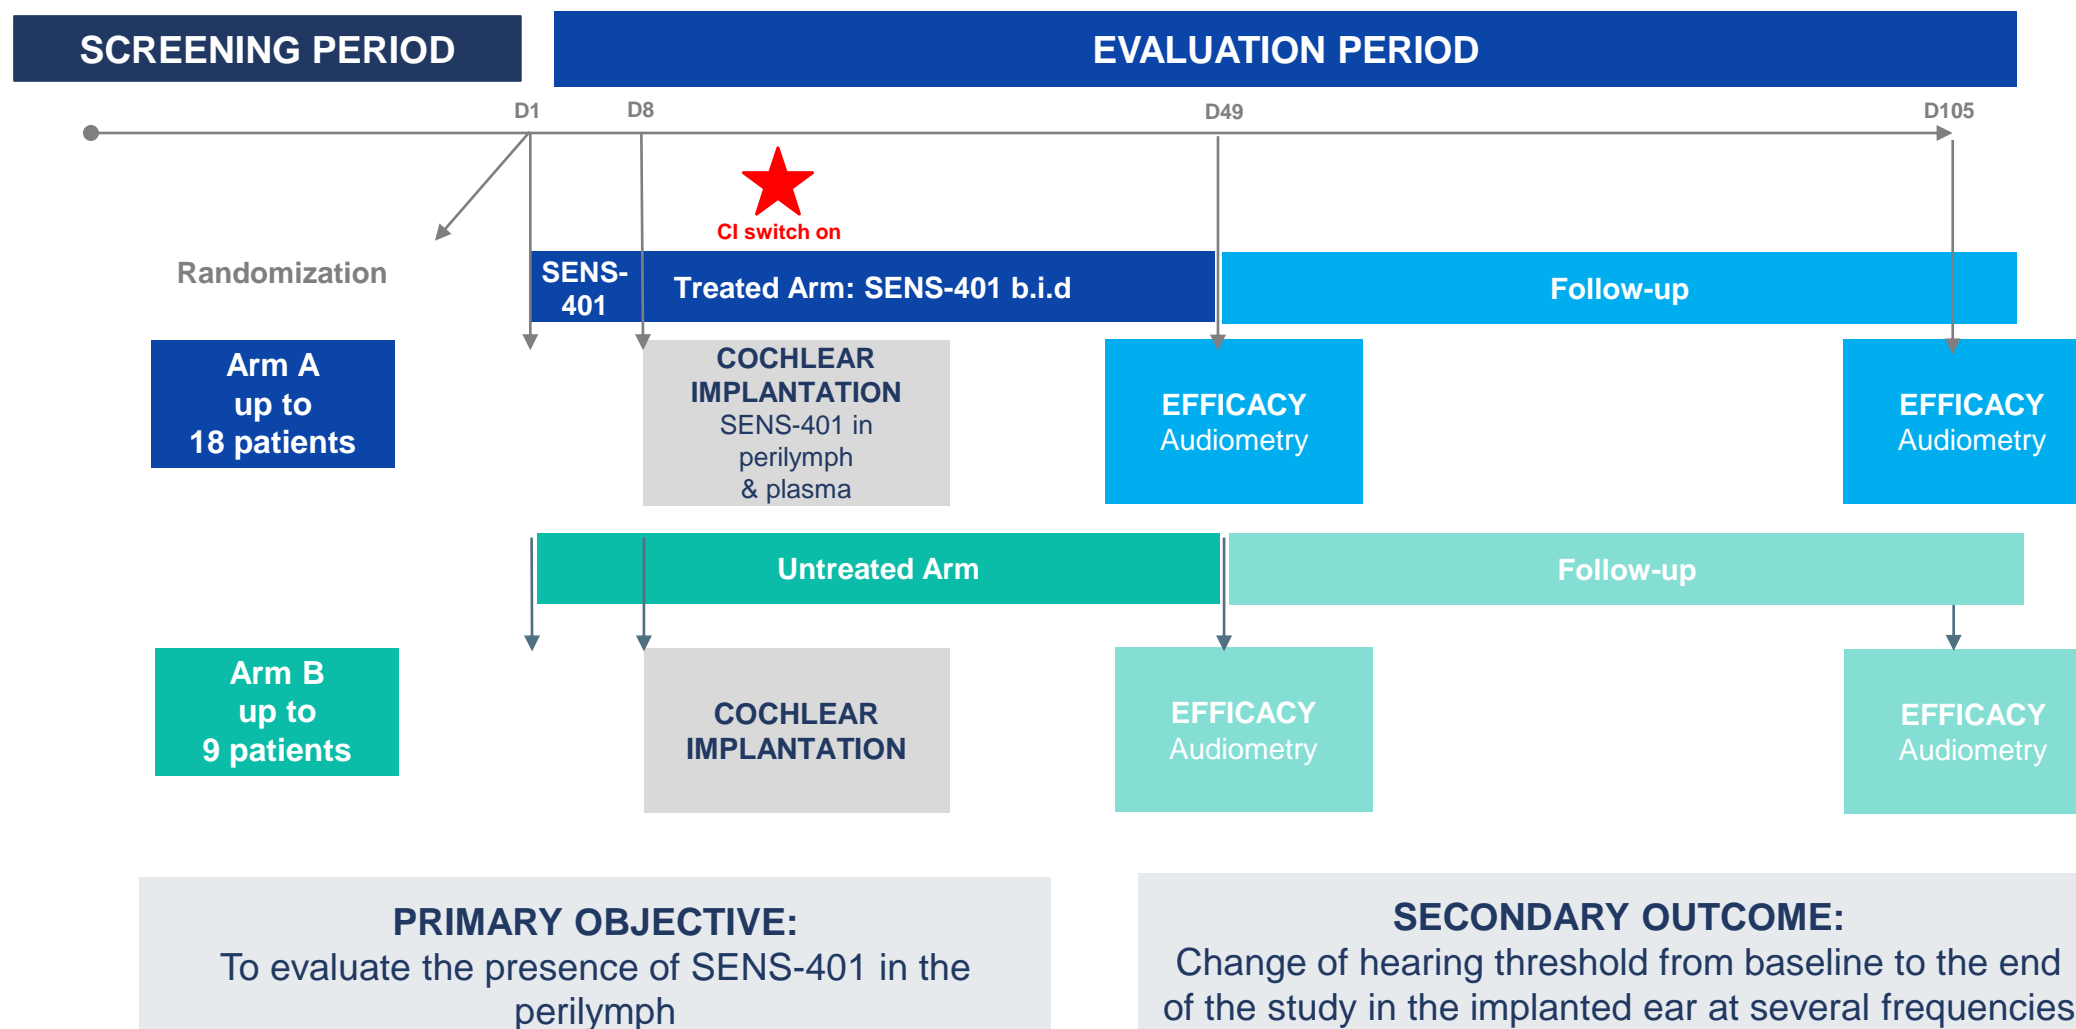 SCREENING PERIOD
EVALUATION PERIOD
D1
D8
D49
D105
CI switch on
Randomization
SENS-
401
Treated Arm: SENS-401 b.i.d
Follow-up
Arm A
up to
18 patients
COCHLEAR
IMPLANTATION
SENS-401 in
perilymph
& plasma
EFFICACY
Audiometry
EFFICACY
Audiometry
Untreated Arm
Follow-up
Arm B
up to
9 patients
COCHLEAR
IMPLANTATION
EFFICACY
Audiometry
EFFICACY
Audiometry
PRIMARY OBJECTIVE:
To evaluate the presence of SENS-401 in the
perilymph
SECONDARY OUTCOME:
Change of hearing threshold from baseline to the end
of the study in the implanted ear at several frequencies